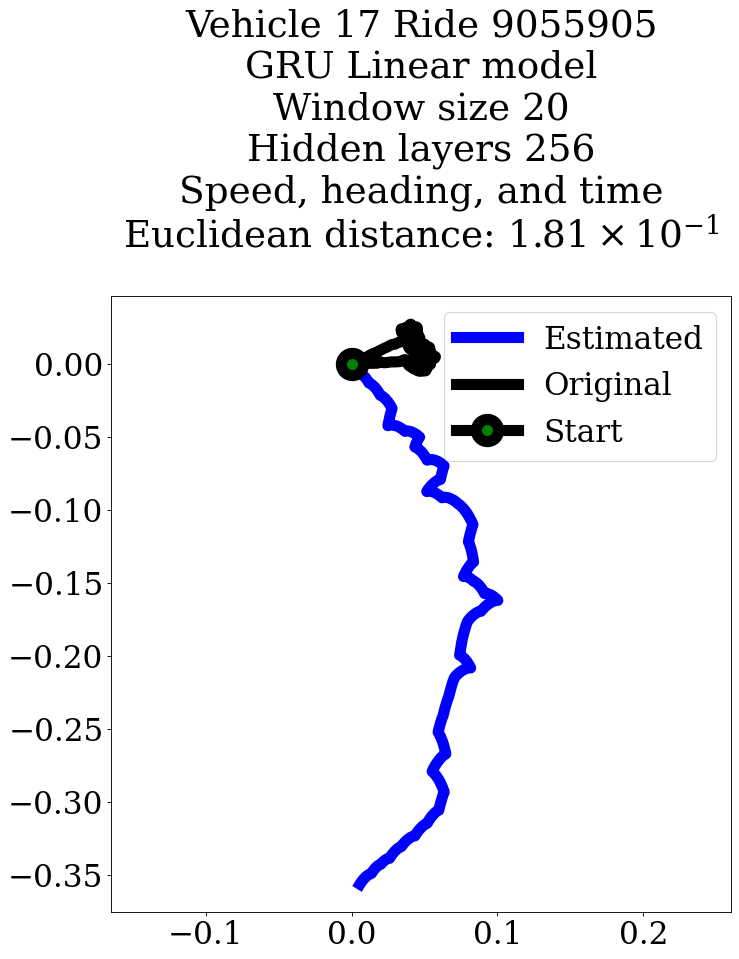 Vehicle 17 Ride 9055905
GRU Linear model
Window size 20
Hidden layers 256
Speed, heading, and time
Euclidean distance: 1.81 × 10⁻¹
Estimated
Original
Start
0.00
−0.05
−0.10
−0.15
−0.20
−0.25
−0.30
−0.35
−0.1 0.0 0.1 0.2